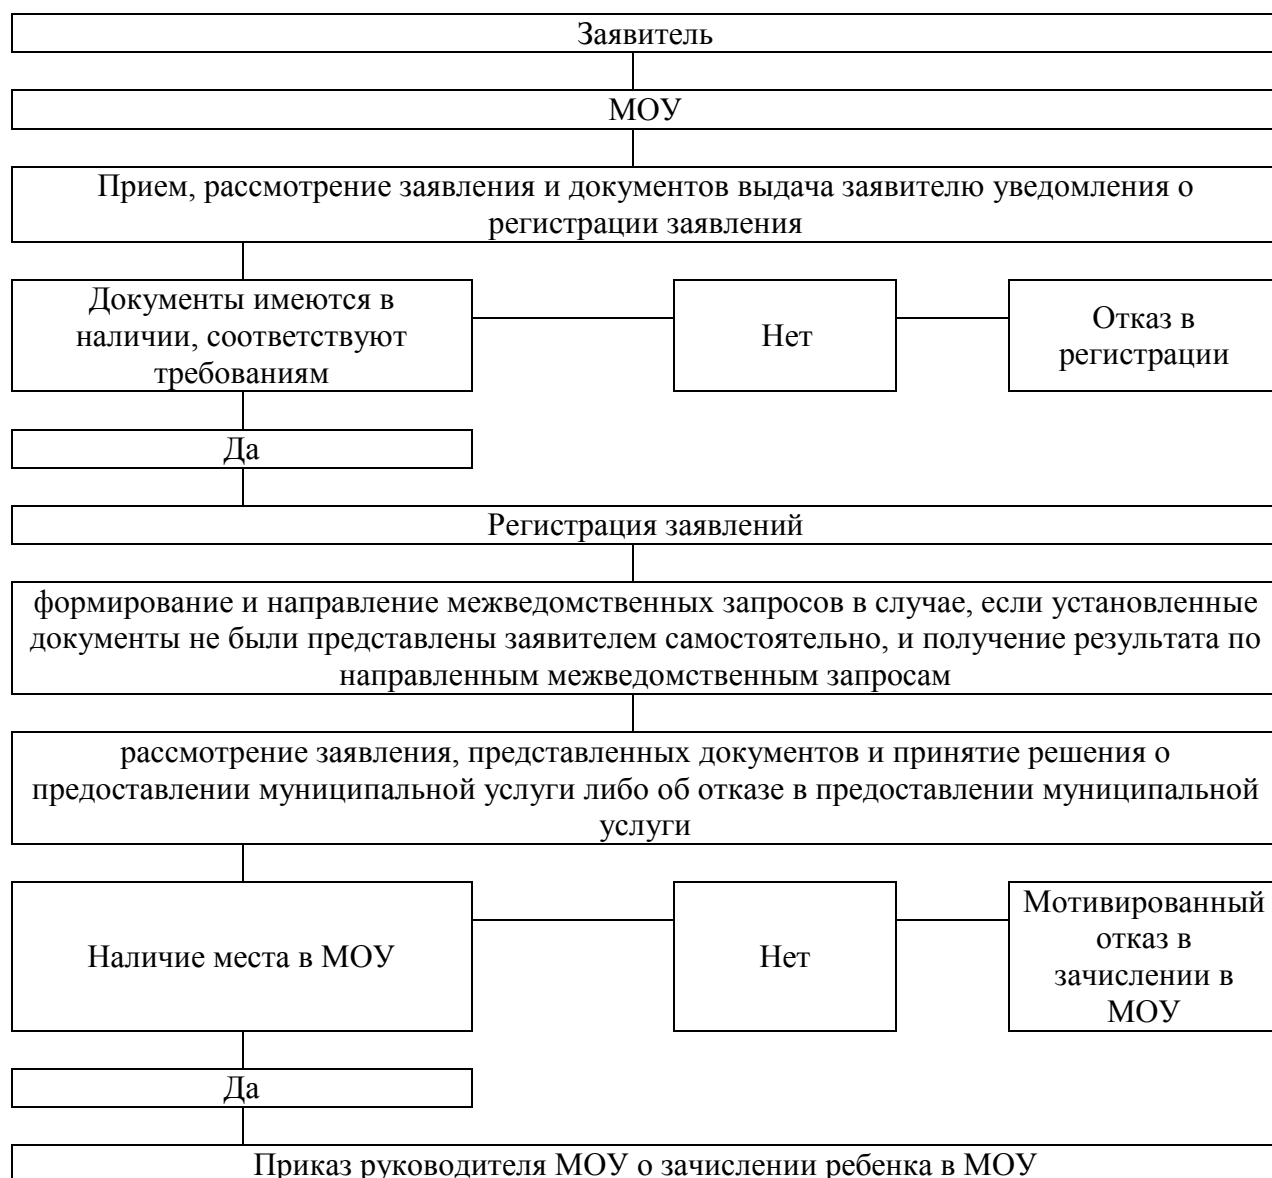 Заявитель
МОУ
Прием, рассмотрение заявления и документов выдача заявителю уведомления о
регистрации заявления
Документы имеются в
наличии, соответствуют
требованиям
Нет
Отказ в
регистрации
Да
Регистрация заявлений
формирование и направление межведомственных запросов в случае, если установленные
документы не были представлены заявителем самостоятельно, и получение результата по
направленным межведомственным запросам
рассмотрение заявления, представленных документов и принятие решения о
предоставлении муниципальной услуги либо об отказе в предоставлении муниципальной
услуги
Наличие места в МОУ
Нет
Мотивированный
отказ в
зачислении в
МОУ
Да
Приказ руководителя МОУ о зачислении ребенка в МОУ